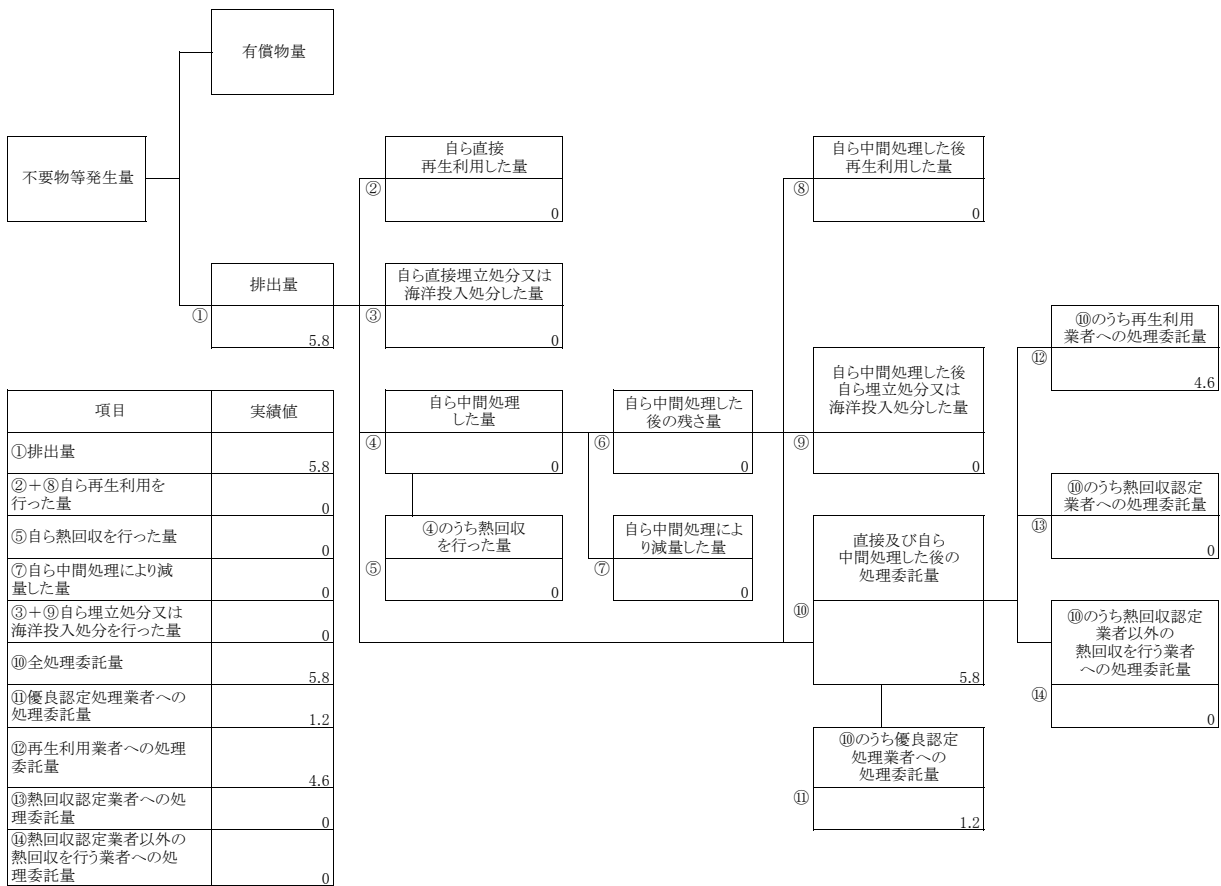 有償物量
不要物等発生量
排出量
①
5.8
自ら直接
再生利用した量
②
0
自ら直接埋立処分又は
海洋投入処分した量
③
0
自ら中間処理
した量
④
0
④のうち熱回収
を行った量
⑤
0
自ら中間処理した
後の残さ量
⑥
0
自ら中間処理によ
り減量した量
⑦
0
自ら中間処理した後
再生利用した量
⑧
0
自ら中間処理した後
自ら埋立処分又は
海洋投入処分した量
⑨
0
直接及び自ら
中間処理した後の
処理委託量
⑩
5.8
⑩のうち優良認定
処理業者への
処理委託量
⑪
1.2
⑩のうち再生利用
業者への処理委託量
⑫
4.6
⑩のうち熱回収認定
業者への処理委託量
⑬
0
⑩のうち熱回収認定
業者以外の
熱回収を行う業者
への処理委託量
⑭
0
項目 実績値
①排出量
5.8
②+⑧自ら再生利用を
行った量
0
⑤自ら熱回収を行った量
0
⑦自ら中間処理により減
量した量
0
③+⑨自ら埋立処分又は
海洋投入処分を行った量
0
⑩全処理委託量
5.8
⑪優良認定処理業者への
処理委託量
1.2
⑫再生利用業者への処理
委託量
4.6
⑬熱回収認定業者への処
理委託量
0
⑭熱回収認定業者以外の
熱回収を行う業者への処
理委託量
0